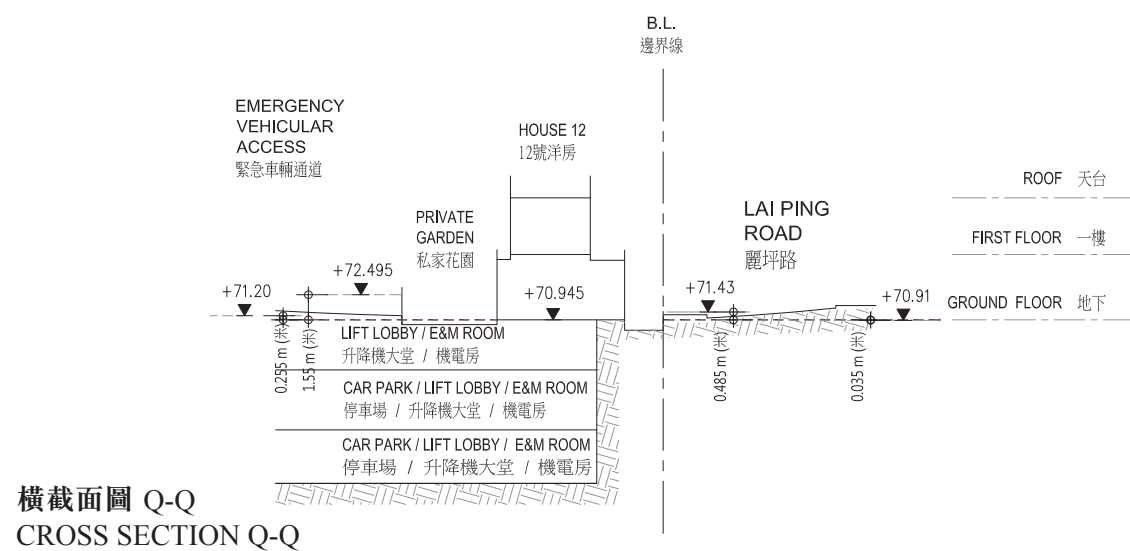 B.L.
邊界線
EMERGENCY
VEHICULAR
ACCESS
緊急車輛通道
HOUSE 12
12號洋房
PRIVATE
GARDEN
私家花園
LAI PING
ROAD
麗坪路
ROOF 天台
FIRST FLOOR 一樓
GROUND FLOOR 地下
+71.20
+72.495
+70.945
+71.43
+70.91
0.255 m (米)
1.55 m (米)
0.485 m (米)
0.035 m (米)
LIFT LOBBY / E&M ROOM
升降機大堂 / 機電房
CAR PARK / LIFT LOBBY / E&M ROOM
停車場 / 升降機大堂 / 機電房
CAR PARK / LIFT LOBBY / E&M ROOM
停車場 / 升降機大堂 / 機電房
橫截面圖 Q-Q
CROSS SECTION Q-Q